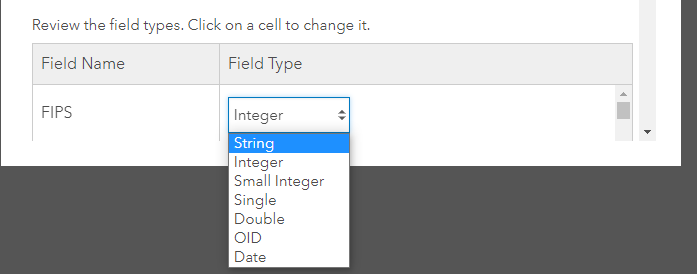 Review the field types. Click on a cell to change it.
Field Name Field Type
FIPS Integer
String
Integer
Small Integer
Single
Double
OID
Date